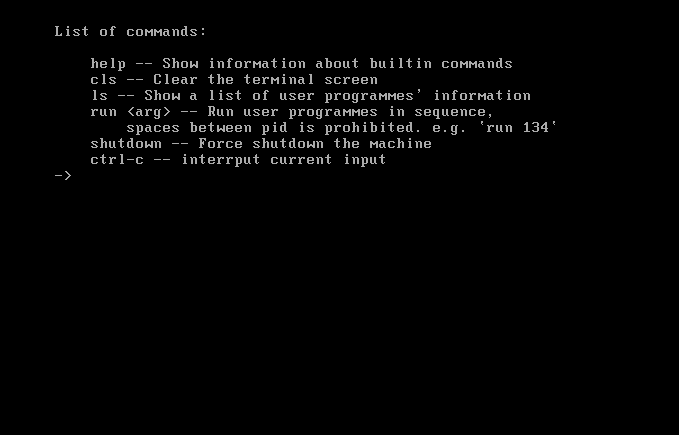 List of commands:
help -- Show information about builtin commands
cls -- Clear the terminal screen
ls -- Show a list of user programmes' information
run <arg> -- Run user programmes in sequence,
spaces between pid is prohibited. e.g. `run 134`
shutdown -- Force shutdown the machine
ctrl-c -- interrput current input
->